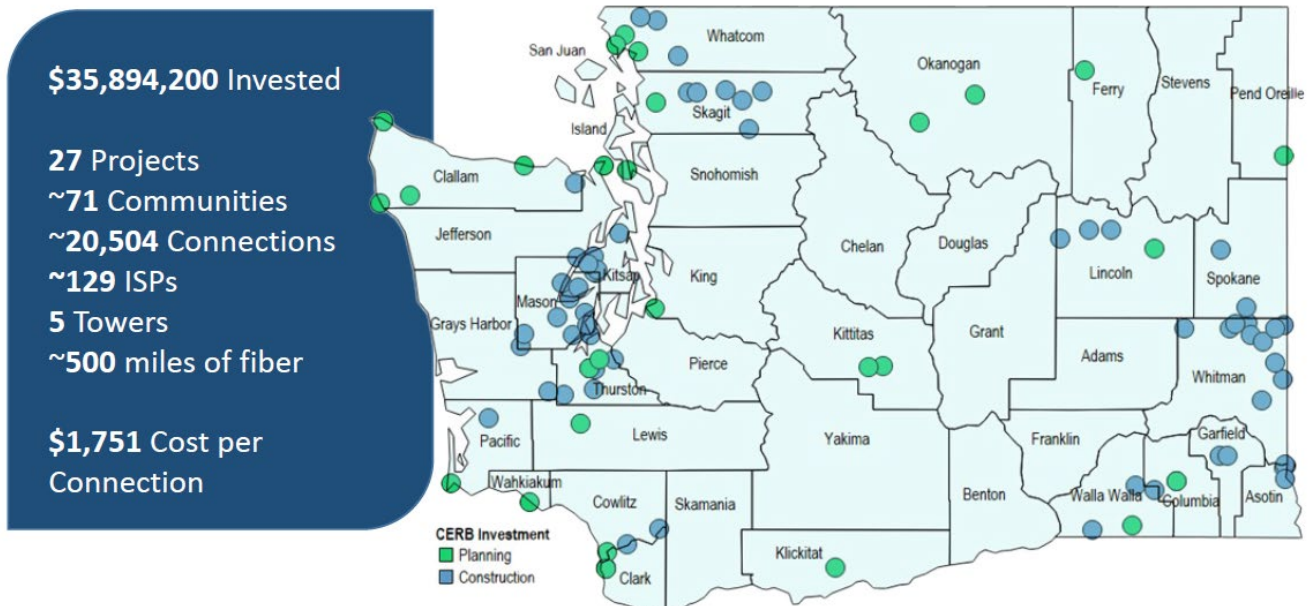 $35,894,200 Invested
27 Projects
~71 Communities
~20,504 Connections
~129 ISPs
5 Towers
~500 miles of fiber
$1,751 Cost per
Connection
San Juan
Whatcom
Okanogan
Ferry
Stevens
Pend Oreille
Skagit
Island
Clallam
Snohomish
Jefferson
Chelan
Douglas
Lincoln
Spokane
King
Kitsap
Mason
Grays Harbor
Kittitas
Grant
Adams
Pierce
Whitman
Thurston
Pacific
Lewis
Yakima
Franklin
Garfield
Wahkiakum
Cowlitz
Skamania
Benton
Walla Walla
Columbia
Asotin
CERB Investment
Planning
Construction
Clark
Klickitat